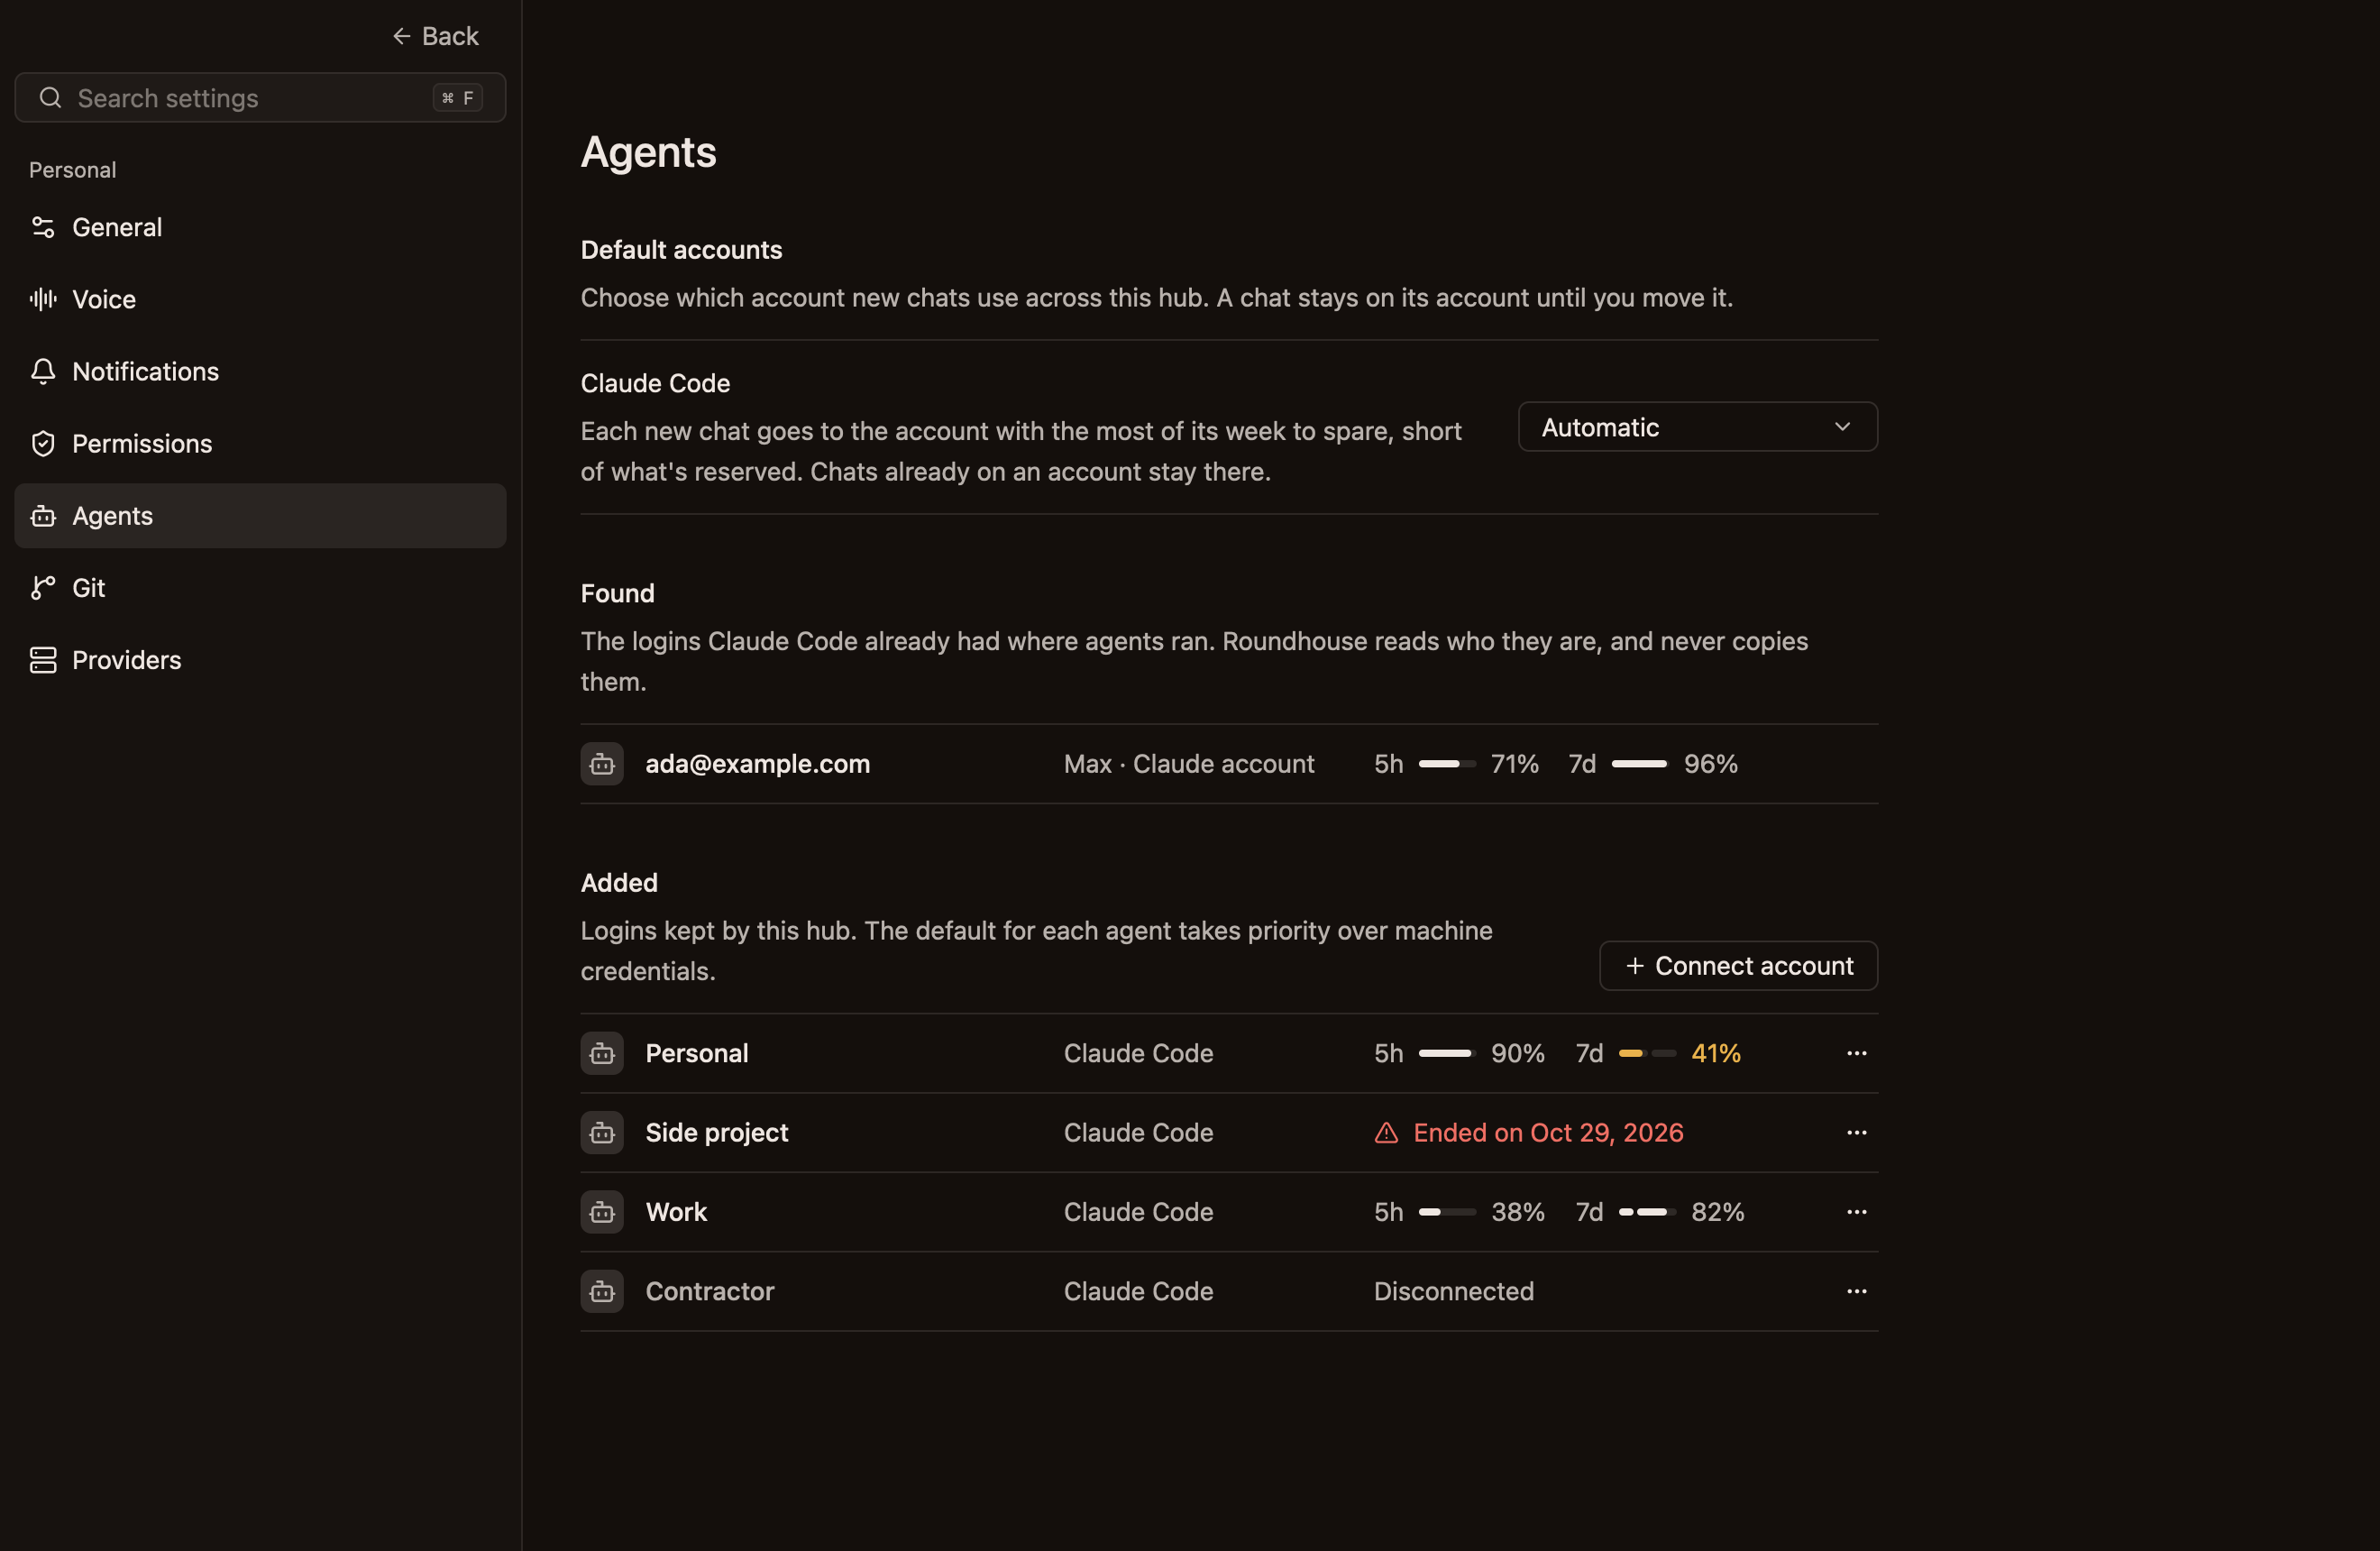 Back
Search settings
⌘ F
Personal
General
Voice
Notifications
Permissions
Agents
Git
Providers
Agents
Default accounts
Choose which account new chats use across this hub. A chat stays on its account until you move it.
Claude Code
Each new chat goes to the account with the most of its week to spare, short
of what's reserved. Chats already on an account stay there.
Automatic
Found
The logins Claude Code already had where agents ran. Roundhouse reads who they are, and never copies
them.
ada@example.com Max · Claude account 5h 71% 7d 96%
Added
Logins kept by this hub. The default for each agent takes priority over machine
credentials.
Connect account
Personal Claude Code 5h 90% 7d 41%
Side project Claude Code Ended on Oct 29, 2026
Work Claude Code 5h 38% 7d 82%
Contractor Claude Code Disconnected